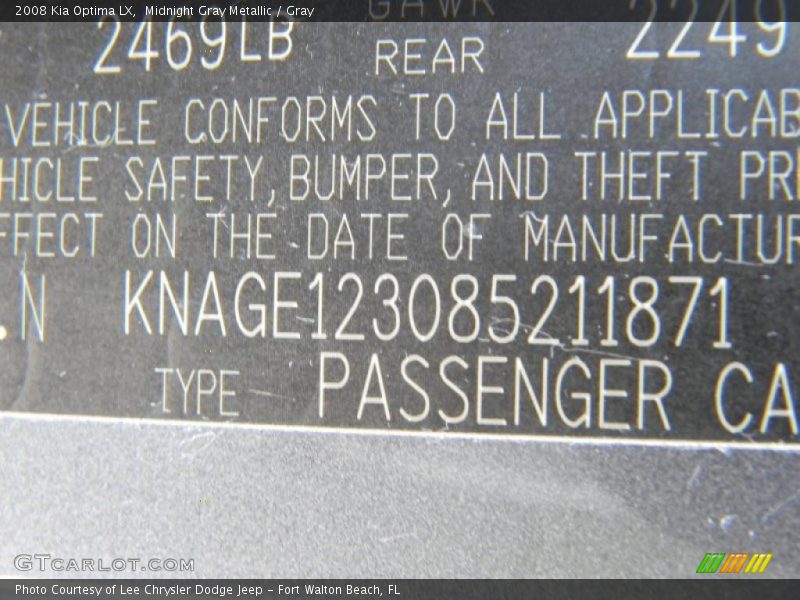 2008 Kia Optima LX,  Midnight Gray Metallic / Gray
GAWR
2469LB REAR 2249
VEHICLE CONFORMS TO ALL APPLICAB
HICLE SAFETY, BUMPER, AND THEFT PR
FFECT ON THE DATE OF MANUFACTUR
.N KNAGE123085211871
TYPE PASSENGER CA
GTCARLOT.COM
Photo Courtesy of Lee Chrysler Dodge Jeep - Fort Walton Beach, FL